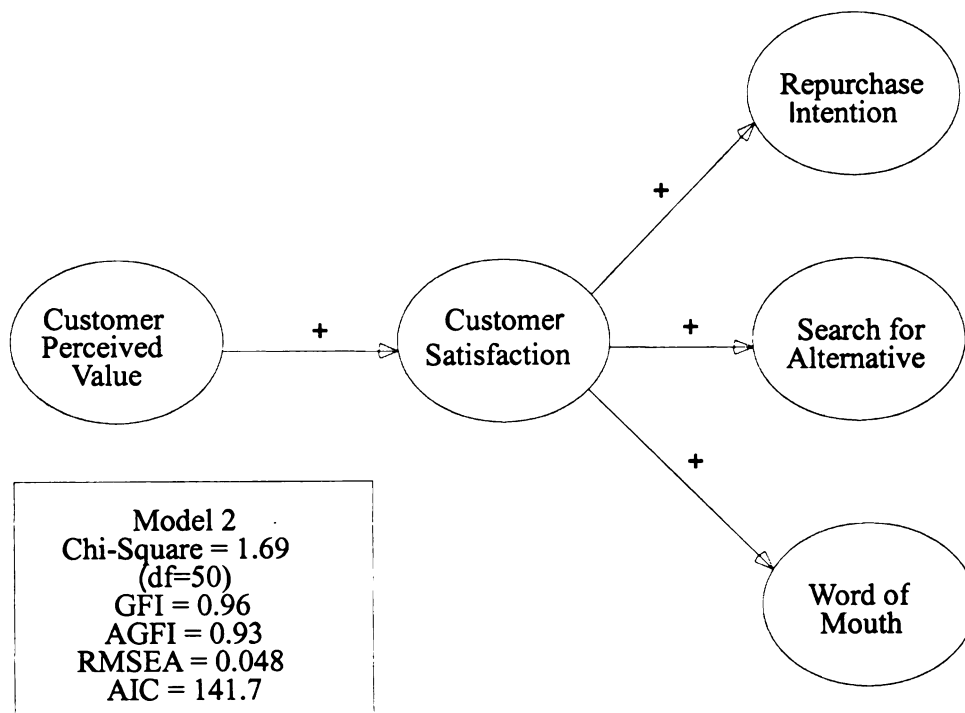 Repurchase
Intention
+
Customer
Perceived
Value
+
Customer
Satisfaction
+
Search for
Alternative
+
Word of
Mouth
Model 2
Chi-Square = 1.69
(df=50)
GFI = 0.96
AGFI = 0.93
RMSEA = 0.048
AIC = 141.7